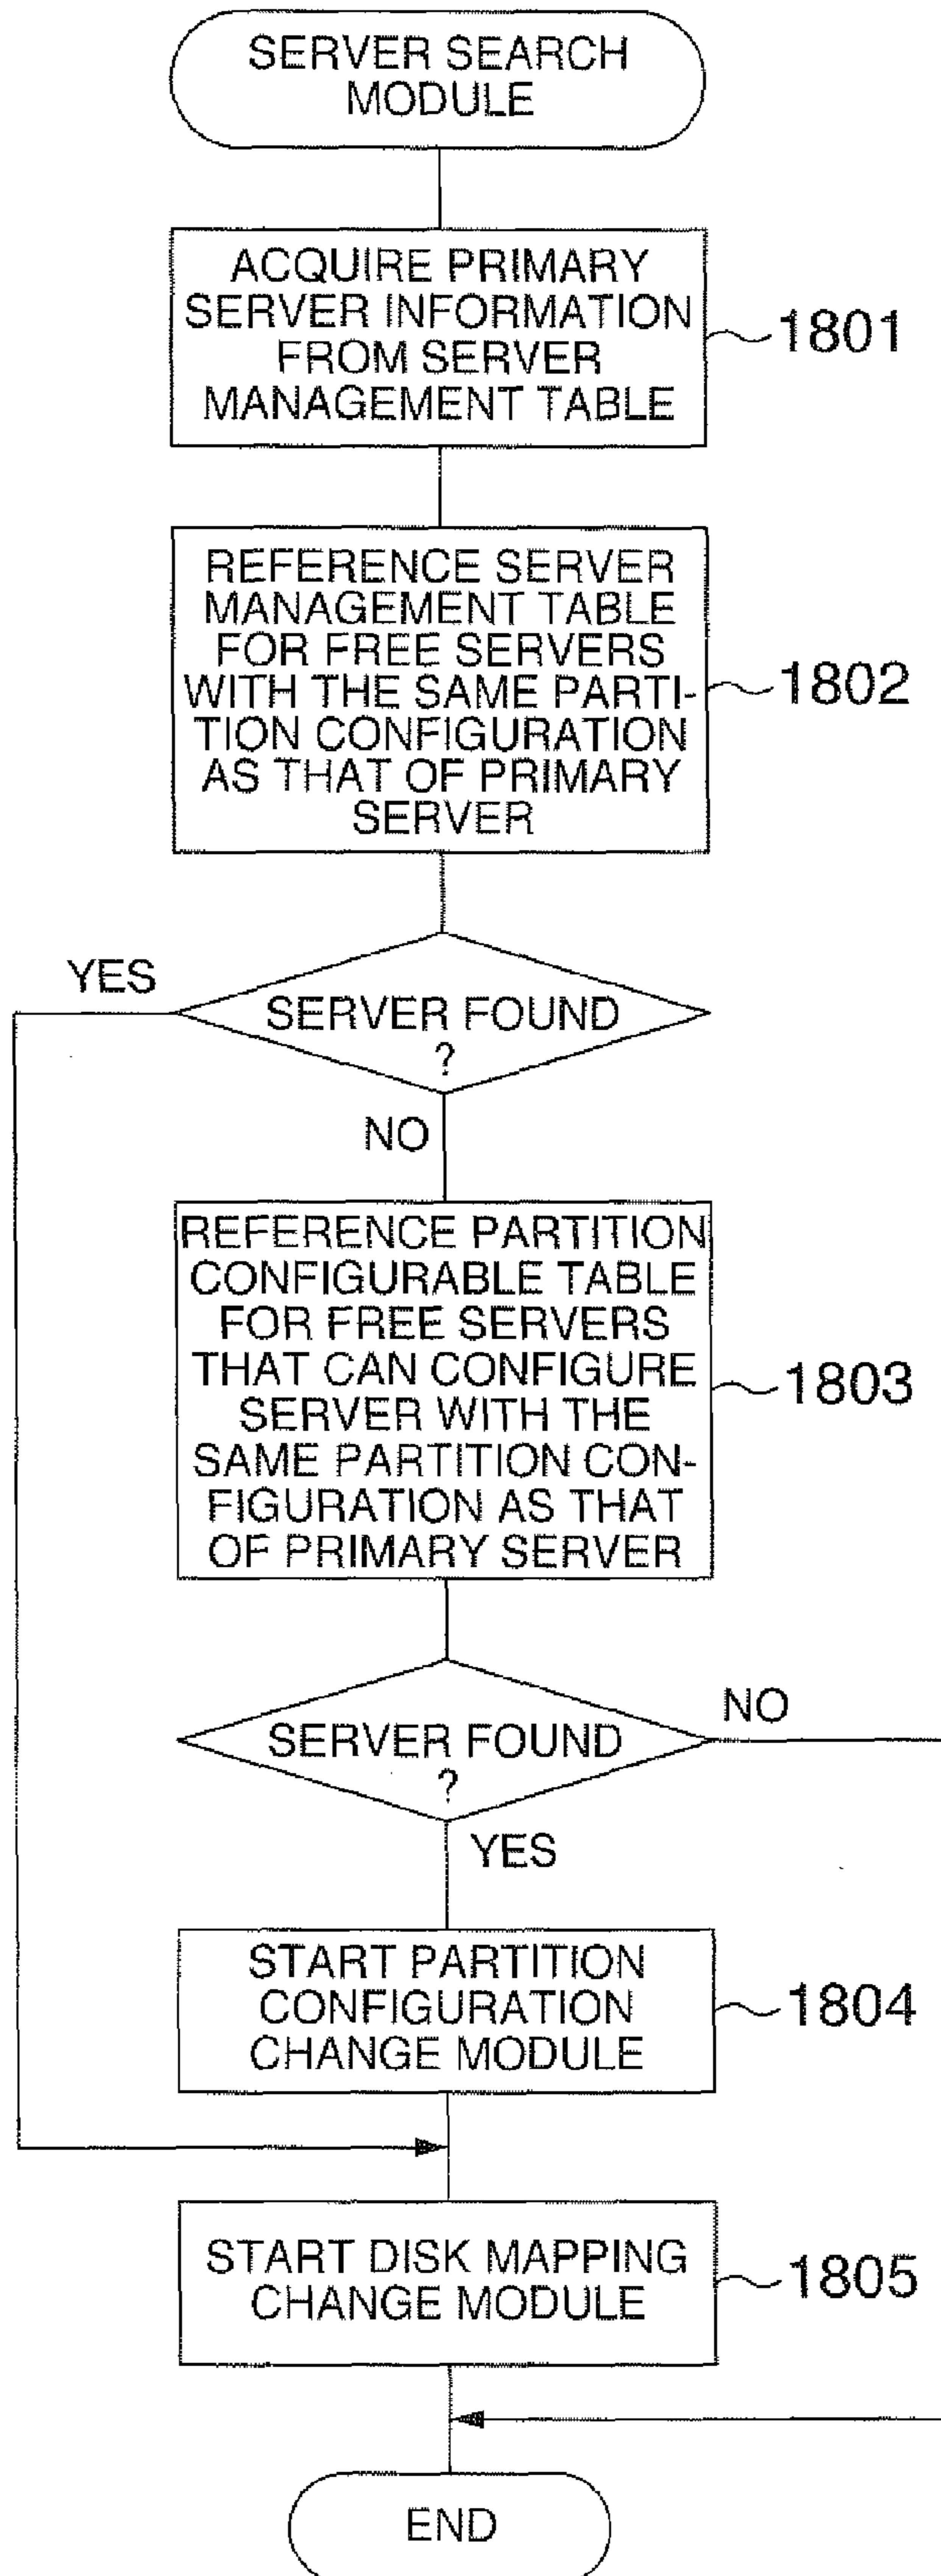 SERVER SEARCH
MODULE
ACQUIRE PRIMARY
SERVER INFORMATION
FROM SERVER
MANAGEMENT TABLE
1801
REFERENCE SERVER
MANAGEMENT TABLE
FOR FREE SERVERS
WITH THE SAME PARTI-
TION CONFIGURATION
AS THAT OF PRIMARY
SERVER
1802
YES
SERVER FOUND
?
NO
REFERENCE PARTITION
CONFIGURABLE TABLE
FOR FREE SERVERS
THAT CAN CONFIGURE
SERVER WITH THE
SAME PARTITION CON-
FIGURATION AS THAT
OF PRIMARY SERVER
1803
NO
SERVER FOUND
?
YES
START PARTITION
CONFIGURATION
CHANGE MODULE
1804
START DISK MAPPING
CHANGE MODULE
1805
END